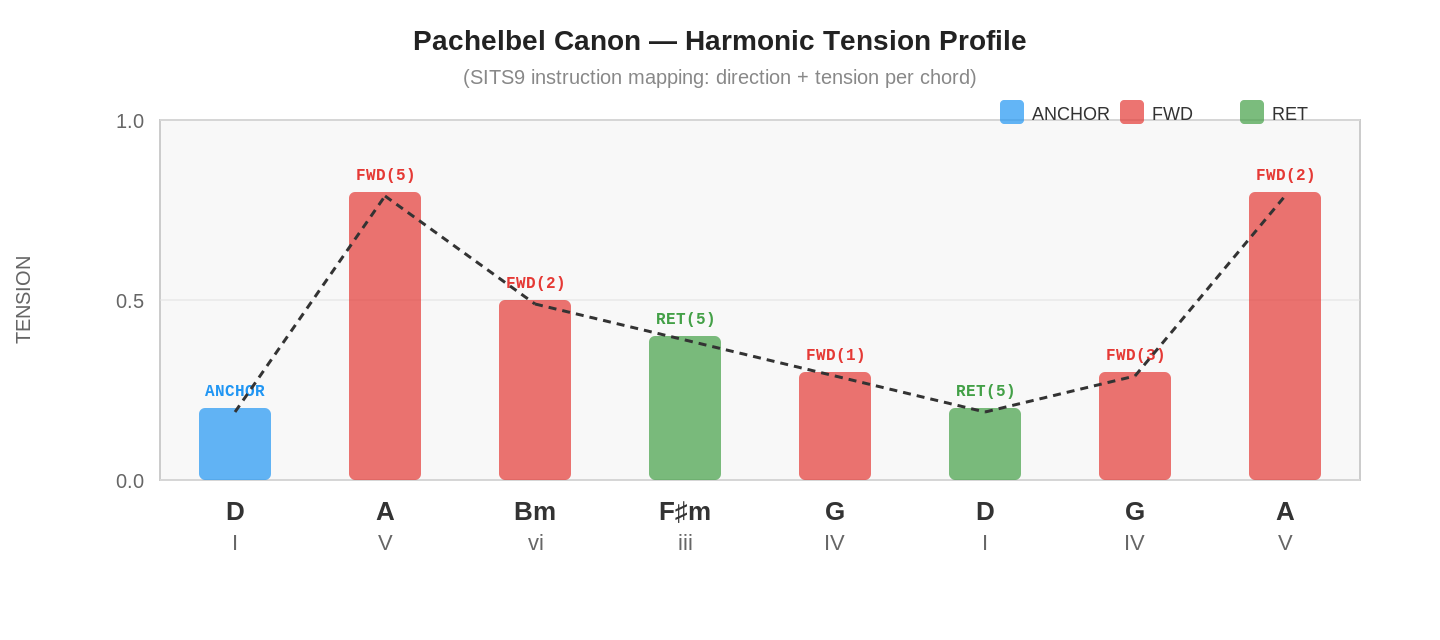 Pachelbel Canon — Harmonic Tension Profile
(SITS9 instruction mapping: direction + tension per chord)
ANCHOR FWD RET
1.0
FWD(5) FWD(2)
FWD(2)
0.5
RET(5)
FWD(1) FWD(3)
ANCHOR RET(5)
0.0
TENSION
D A Bm F♯m G D G A
I V vi iii IV I IV V